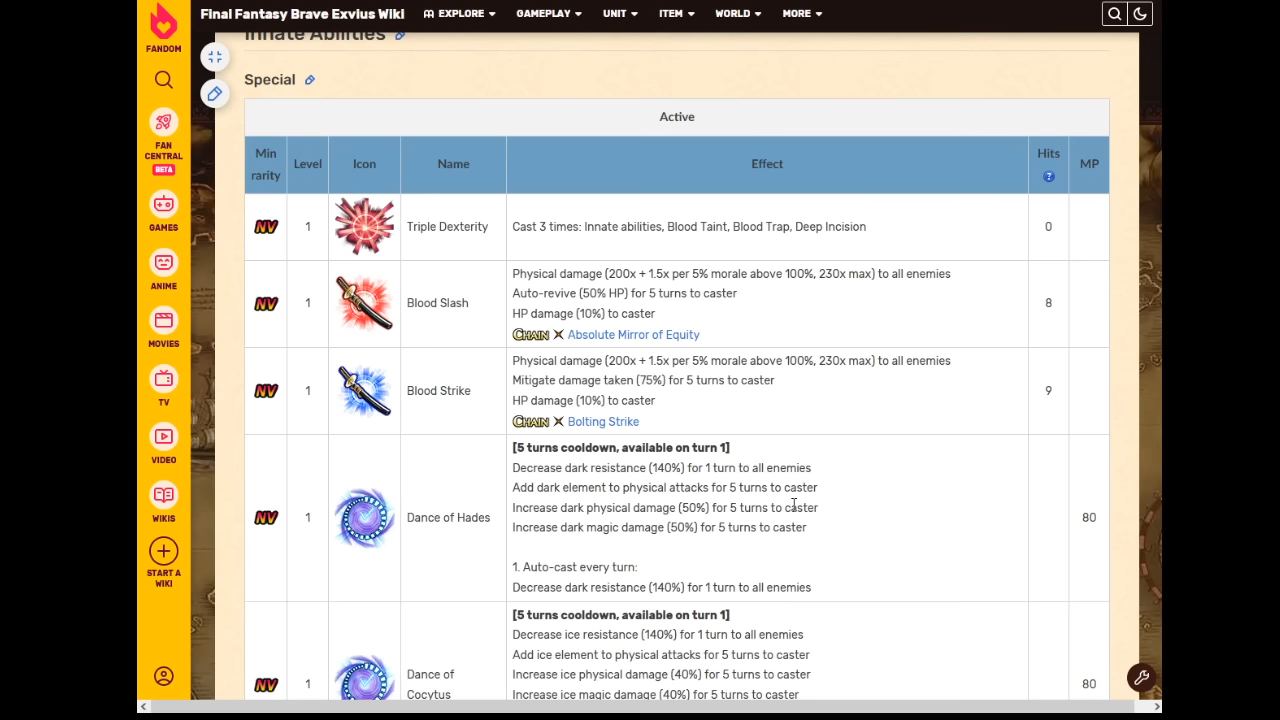 Final Fantasy Brave Exvius Wiki
EXPLORE
GAMEPLAY
UNIT
ITEM
WORLD
MORE
FANDOM
FAN CENTRAL
BETA
GAMES
ANIME
MOVIES
TV
VIDEO
WIKIS
START A WIKI
Innate Abilities
Special
Active
Min rarity
Level
Icon
Name
Effect
Hits
?
MP
NV
1
Triple Dexterity
Cast 3 times: Innate abilities, Blood Taint, Blood Trap, Deep Incision
0
NV
1
Blood Slash
Physical damage (200x + 1.5x per 5% morale above 100%, 230x max) to all enemies
Auto-revive (50% HP) for 5 turns to caster
HP damage (10%) to caster
CHAIN Absolute Mirror of Equity
8
NV
1
Blood Strike
Physical damage (200x + 1.5x per 5% morale above 100%, 230x max) to all enemies
Mitigate damage taken (75%) for 5 turns to caster
HP damage (10%) to caster
CHAIN Bolting Strike
9
NV
1
Dance of Hades
[5 turns cooldown, available on turn 1]
Decrease dark resistance (140%) for 1 turn to all enemies
Add dark element to physical attacks for 5 turns to caster
Increase dark physical damage (50%) for 5 turns to caster
Increase dark magic damage (50%) for 5 turns to caster
1. Auto-cast every turn:
Decrease dark resistance (140%) for 1 turn to all enemies
80
NV
1
Dance of
Cocytus
[5 turns cooldown, available on turn 1]
Decrease ice resistance (140%) for 1 turn to all enemies
Add ice element to physical attacks for 5 turns to caster
Increase ice physical damage (40%) for 5 turns to caster
Increase ice magic damage (40%) for 5 turns to caster
80